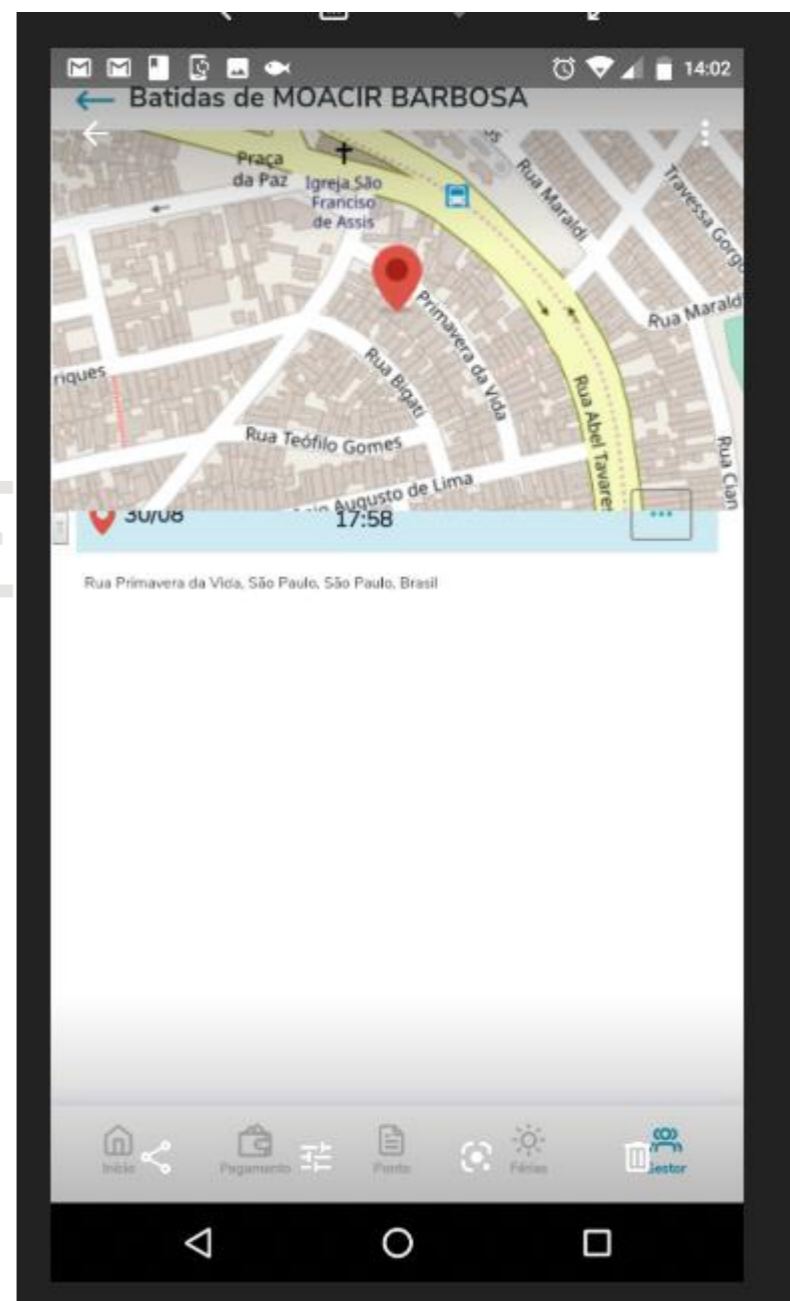 14:02
Batidas de MOACIR BARBOSA
Praça
da Paz
Igreja São
Franciso
de Assis
Rua Maraldi
Travessa Gorgo
Rua Marald
Primavera da Vida
riques
Rua Bigati
Rua Teófilo Gomes
Rua Abel Tavares
Rua Cian
Augusto de Lima
30/08
17:58
Rua Primavera da Vida, São Paulo, São Paulo, Brasil
Início
Pagamento
Ponto
Férias
Gestor